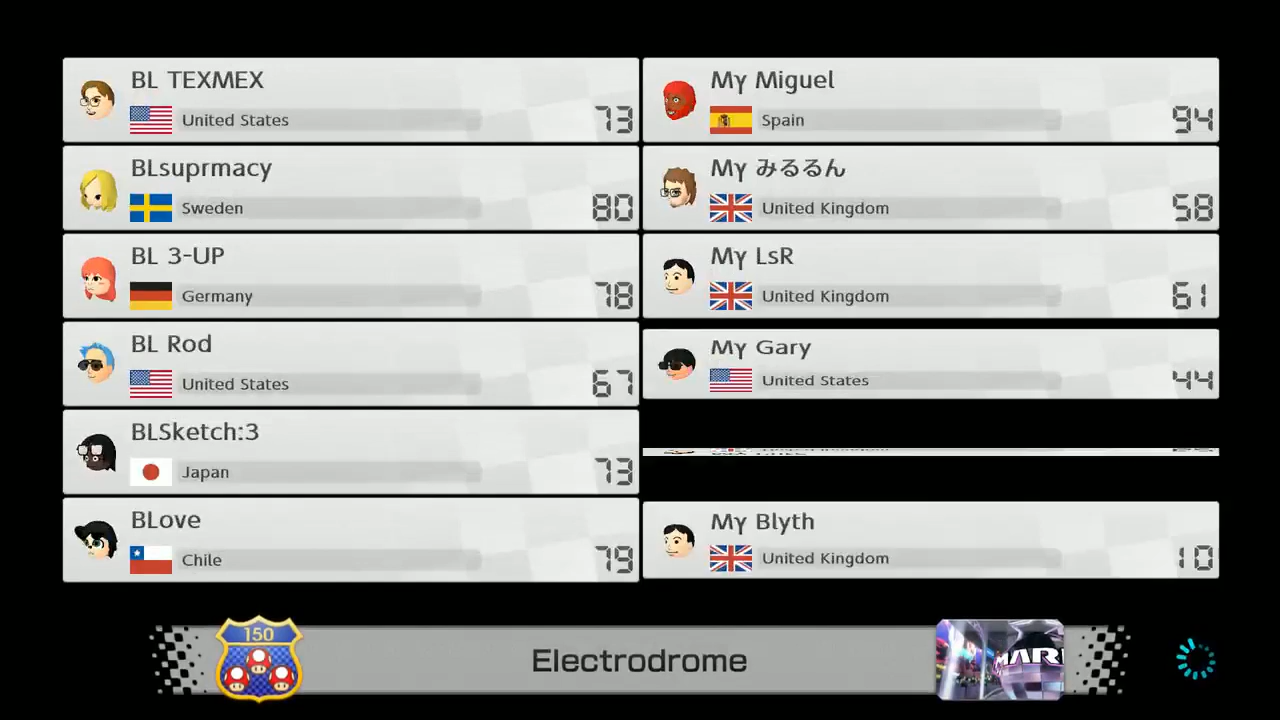 BL TEXMEX
United States
73
BLsuprmacy
Sweden
80
BL 3-UP
Germany
78
BL Rod
United States
67
BLSketch:3
Japan
73
BLove
Chile
79
Mγ Miguel
Spain
94
Mγ みるるん
United Kingdom
58
Mγ LsR
United Kingdom
61
Mγ Gary
United States
44
Mγ Blyth
United Kingdom
10
150
Electrodrome
MARI